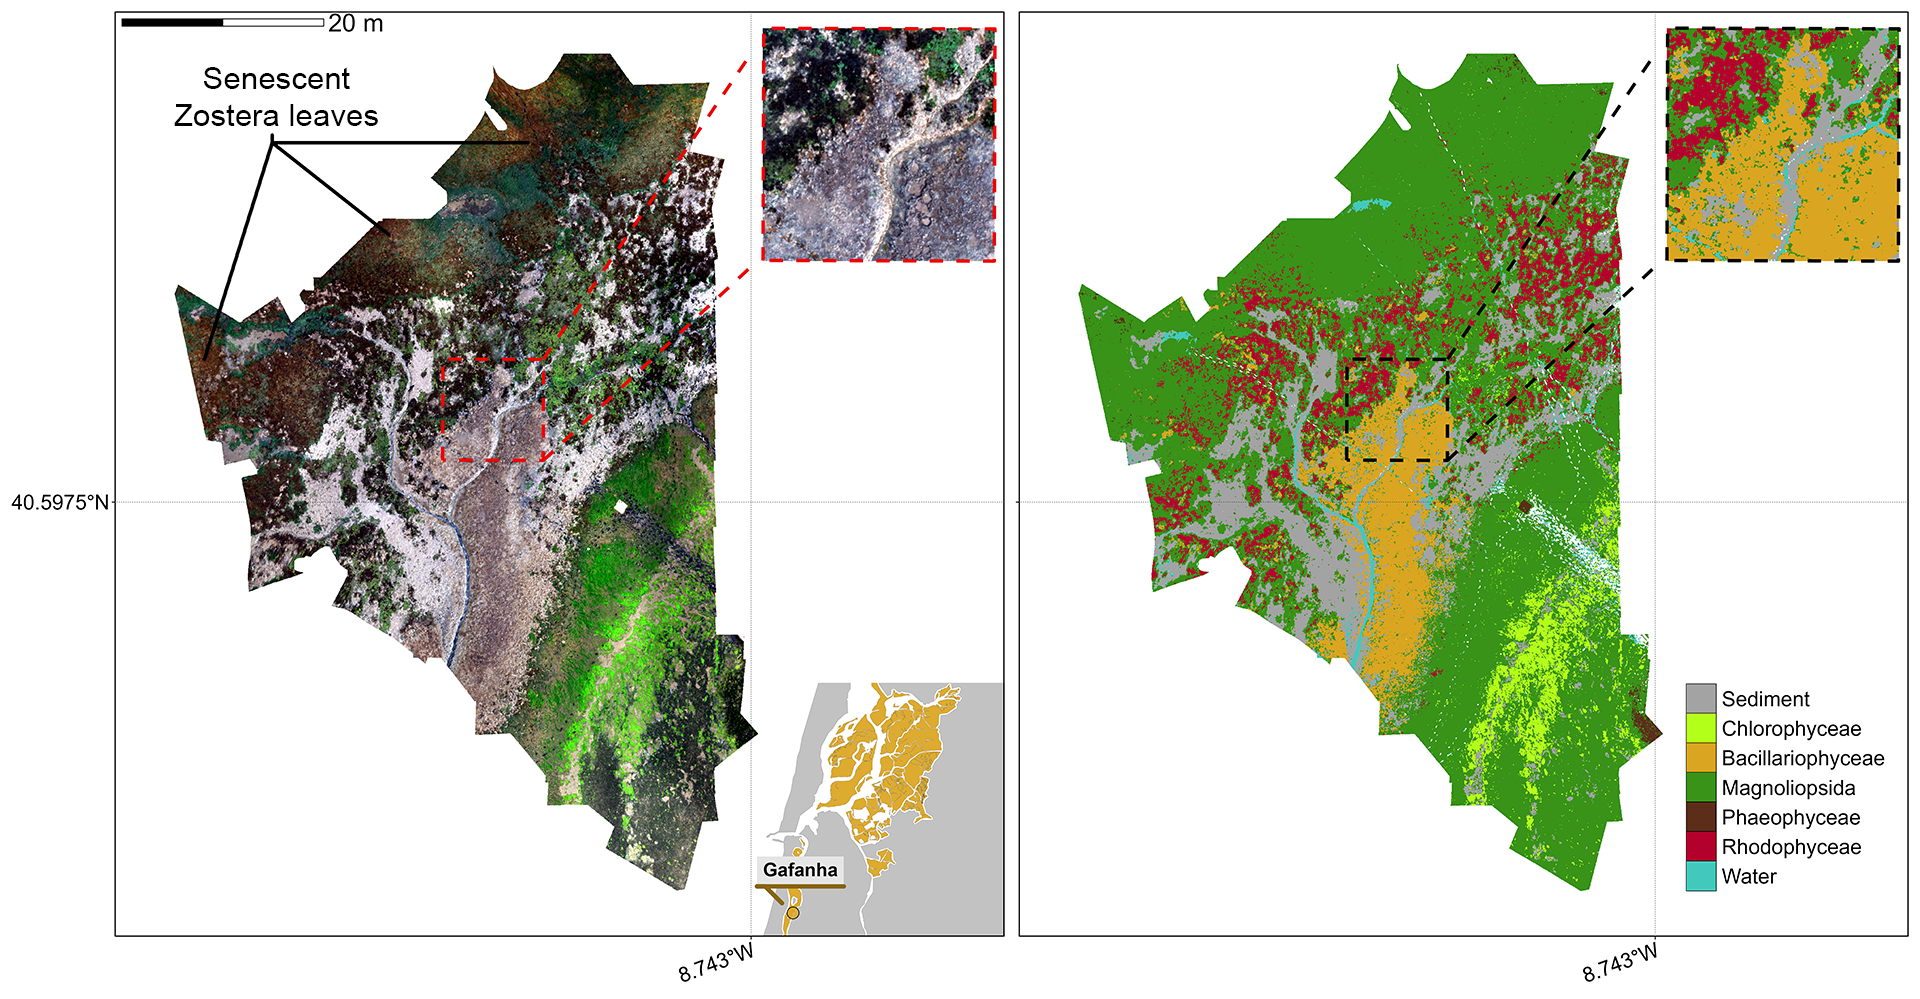 20 m
Senescent
Zostera leaves
40.5975°N
Gafanha
8.743°W
Sediment
Chlorophyceae
Bacillariophyceae
Magnoliopsida
Phaeophyceae
Rhodophyceae
Water
8.743°W